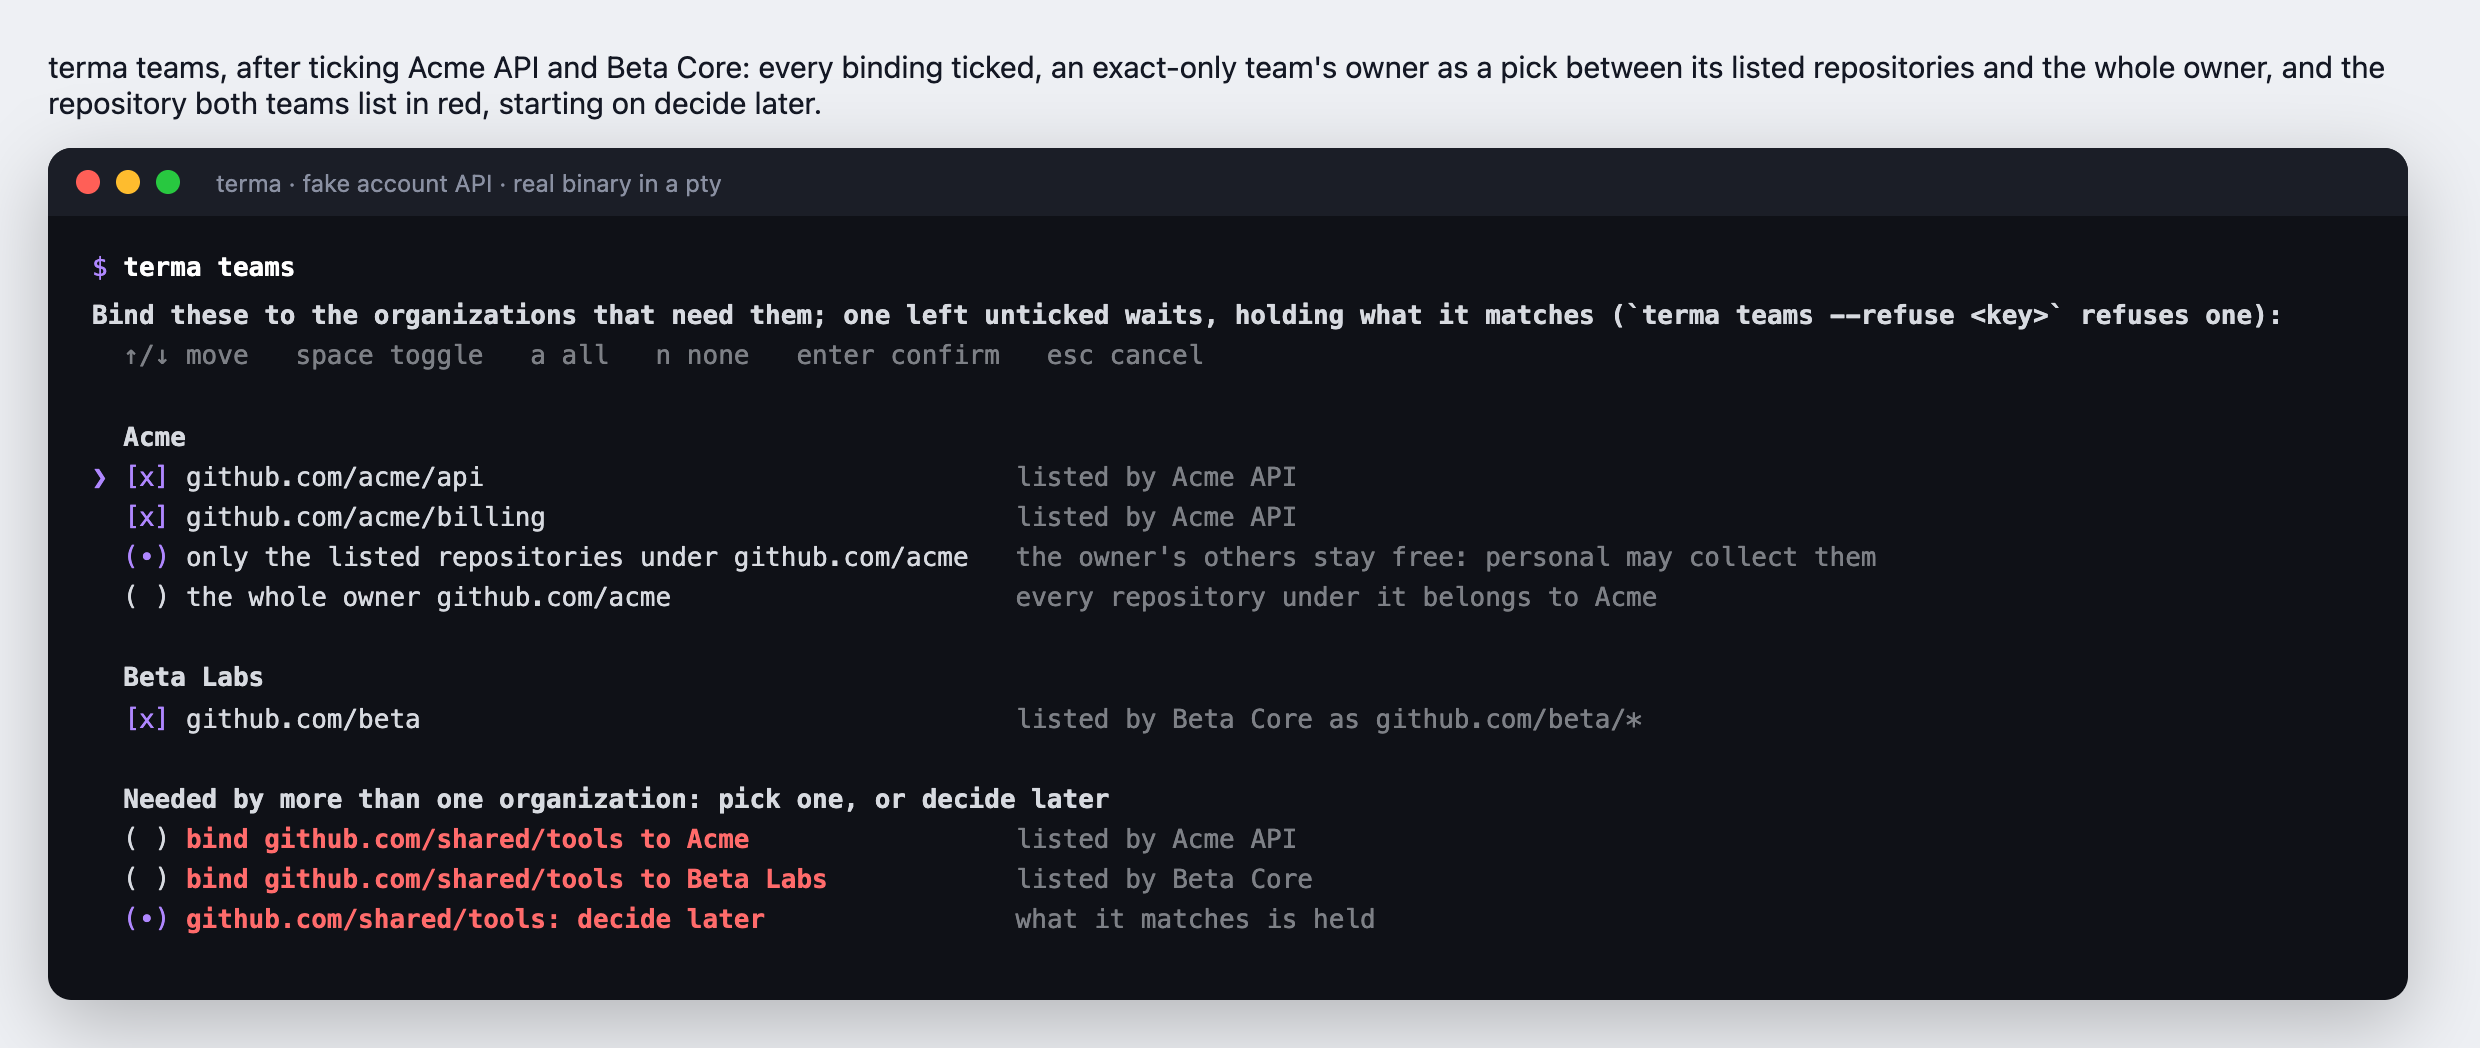 terma teams, after ticking Acme API and Beta Core: every binding ticked, an exact-only team's owner as a pick between its listed repositories and the whole owner, and the
repository both teams list in red, starting on decide later.
terma · fake account API · real binary in a pty
$ terma teams
Bind these to the organizations that need them; one left unticked waits, holding what it matches (`terma teams --refuse <key>` refuses one):
↑/↓ move   space toggle   a all   n none   enter confirm   esc cancel
Acme
❯ [x] github.com/acme/api   listed by Acme API
[x] github.com/acme/billing   listed by Acme API
(•) only the listed repositories under github.com/acme   the owner's others stay free: personal may collect them
( ) the whole owner github.com/acme   every repository under it belongs to Acme
Beta Labs
[x] github.com/beta   listed by Beta Core as github.com/beta/*
Needed by more than one organization: pick one, or decide later
( ) bind github.com/shared/tools to Acme   listed by Acme API
( ) bind github.com/shared/tools to Beta Labs   listed by Beta Core
(•) github.com/shared/tools: decide later   what it matches is held